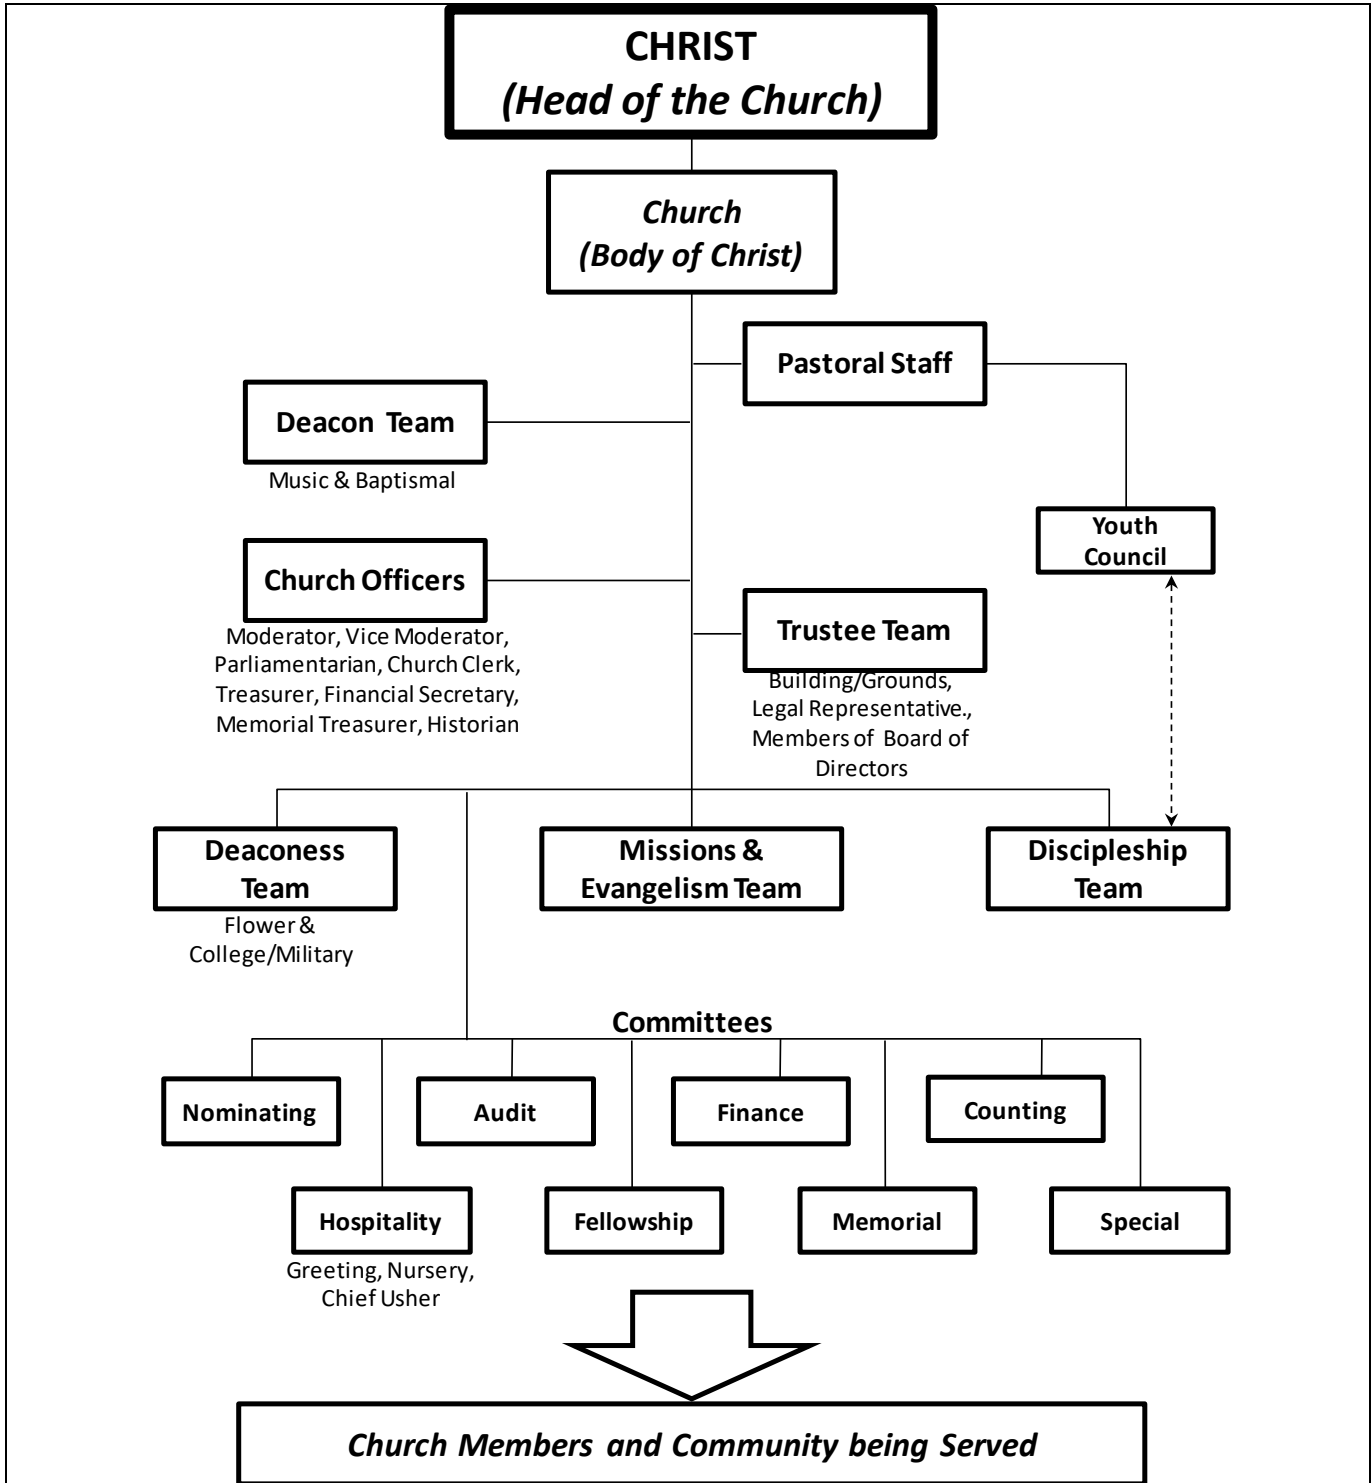 CHRIST
(Head of the Church)
Church
(Body of Christ)
Pastoral Staff
Deacon Team
Music & Baptismal
Youth
Council
Church Officers
Moderator, Vice Moderator,
Parliamentarian, Church Clerk,
Treasurer, Financial Secretary,
Memorial Treasurer, Historian
Trustee Team
Building/Grounds,
Legal Representative.,
Members of Board of
Directors
Deaconess
Team
Flower &
College/Military
Missions &
Evangelism Team
Discipleship
Team
Committees
Nominating
Audit
Finance
Counting
Hospitality
Greeting, Nursery,
Chief Usher
Fellowship
Memorial
Special
Church Members and Community being Served